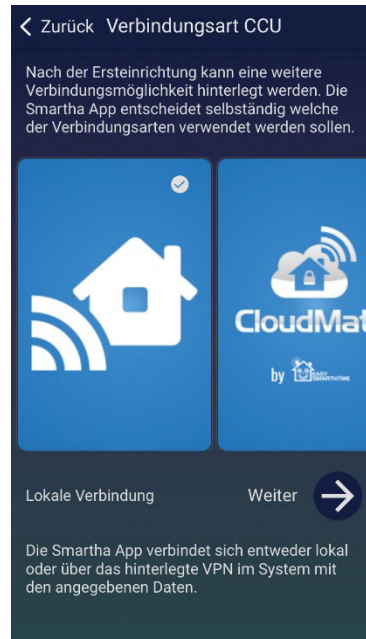 Zurück Verbindungsart CCU
Nach der Ersteinrichtung kann eine weitere
Verbindungsmöglichkeit hinterlegt werden. Die
Smartha App entscheidet selbständig welche
der Verbindungsarten verwendet werden sollen.
CloudMat
by EASY SMARTHOME
Lokale Verbindung Weiter
Die Smartha App verbindet sich entweder lokal
oder über das hinterlegte VPN im System mit
den angegebenen Daten.